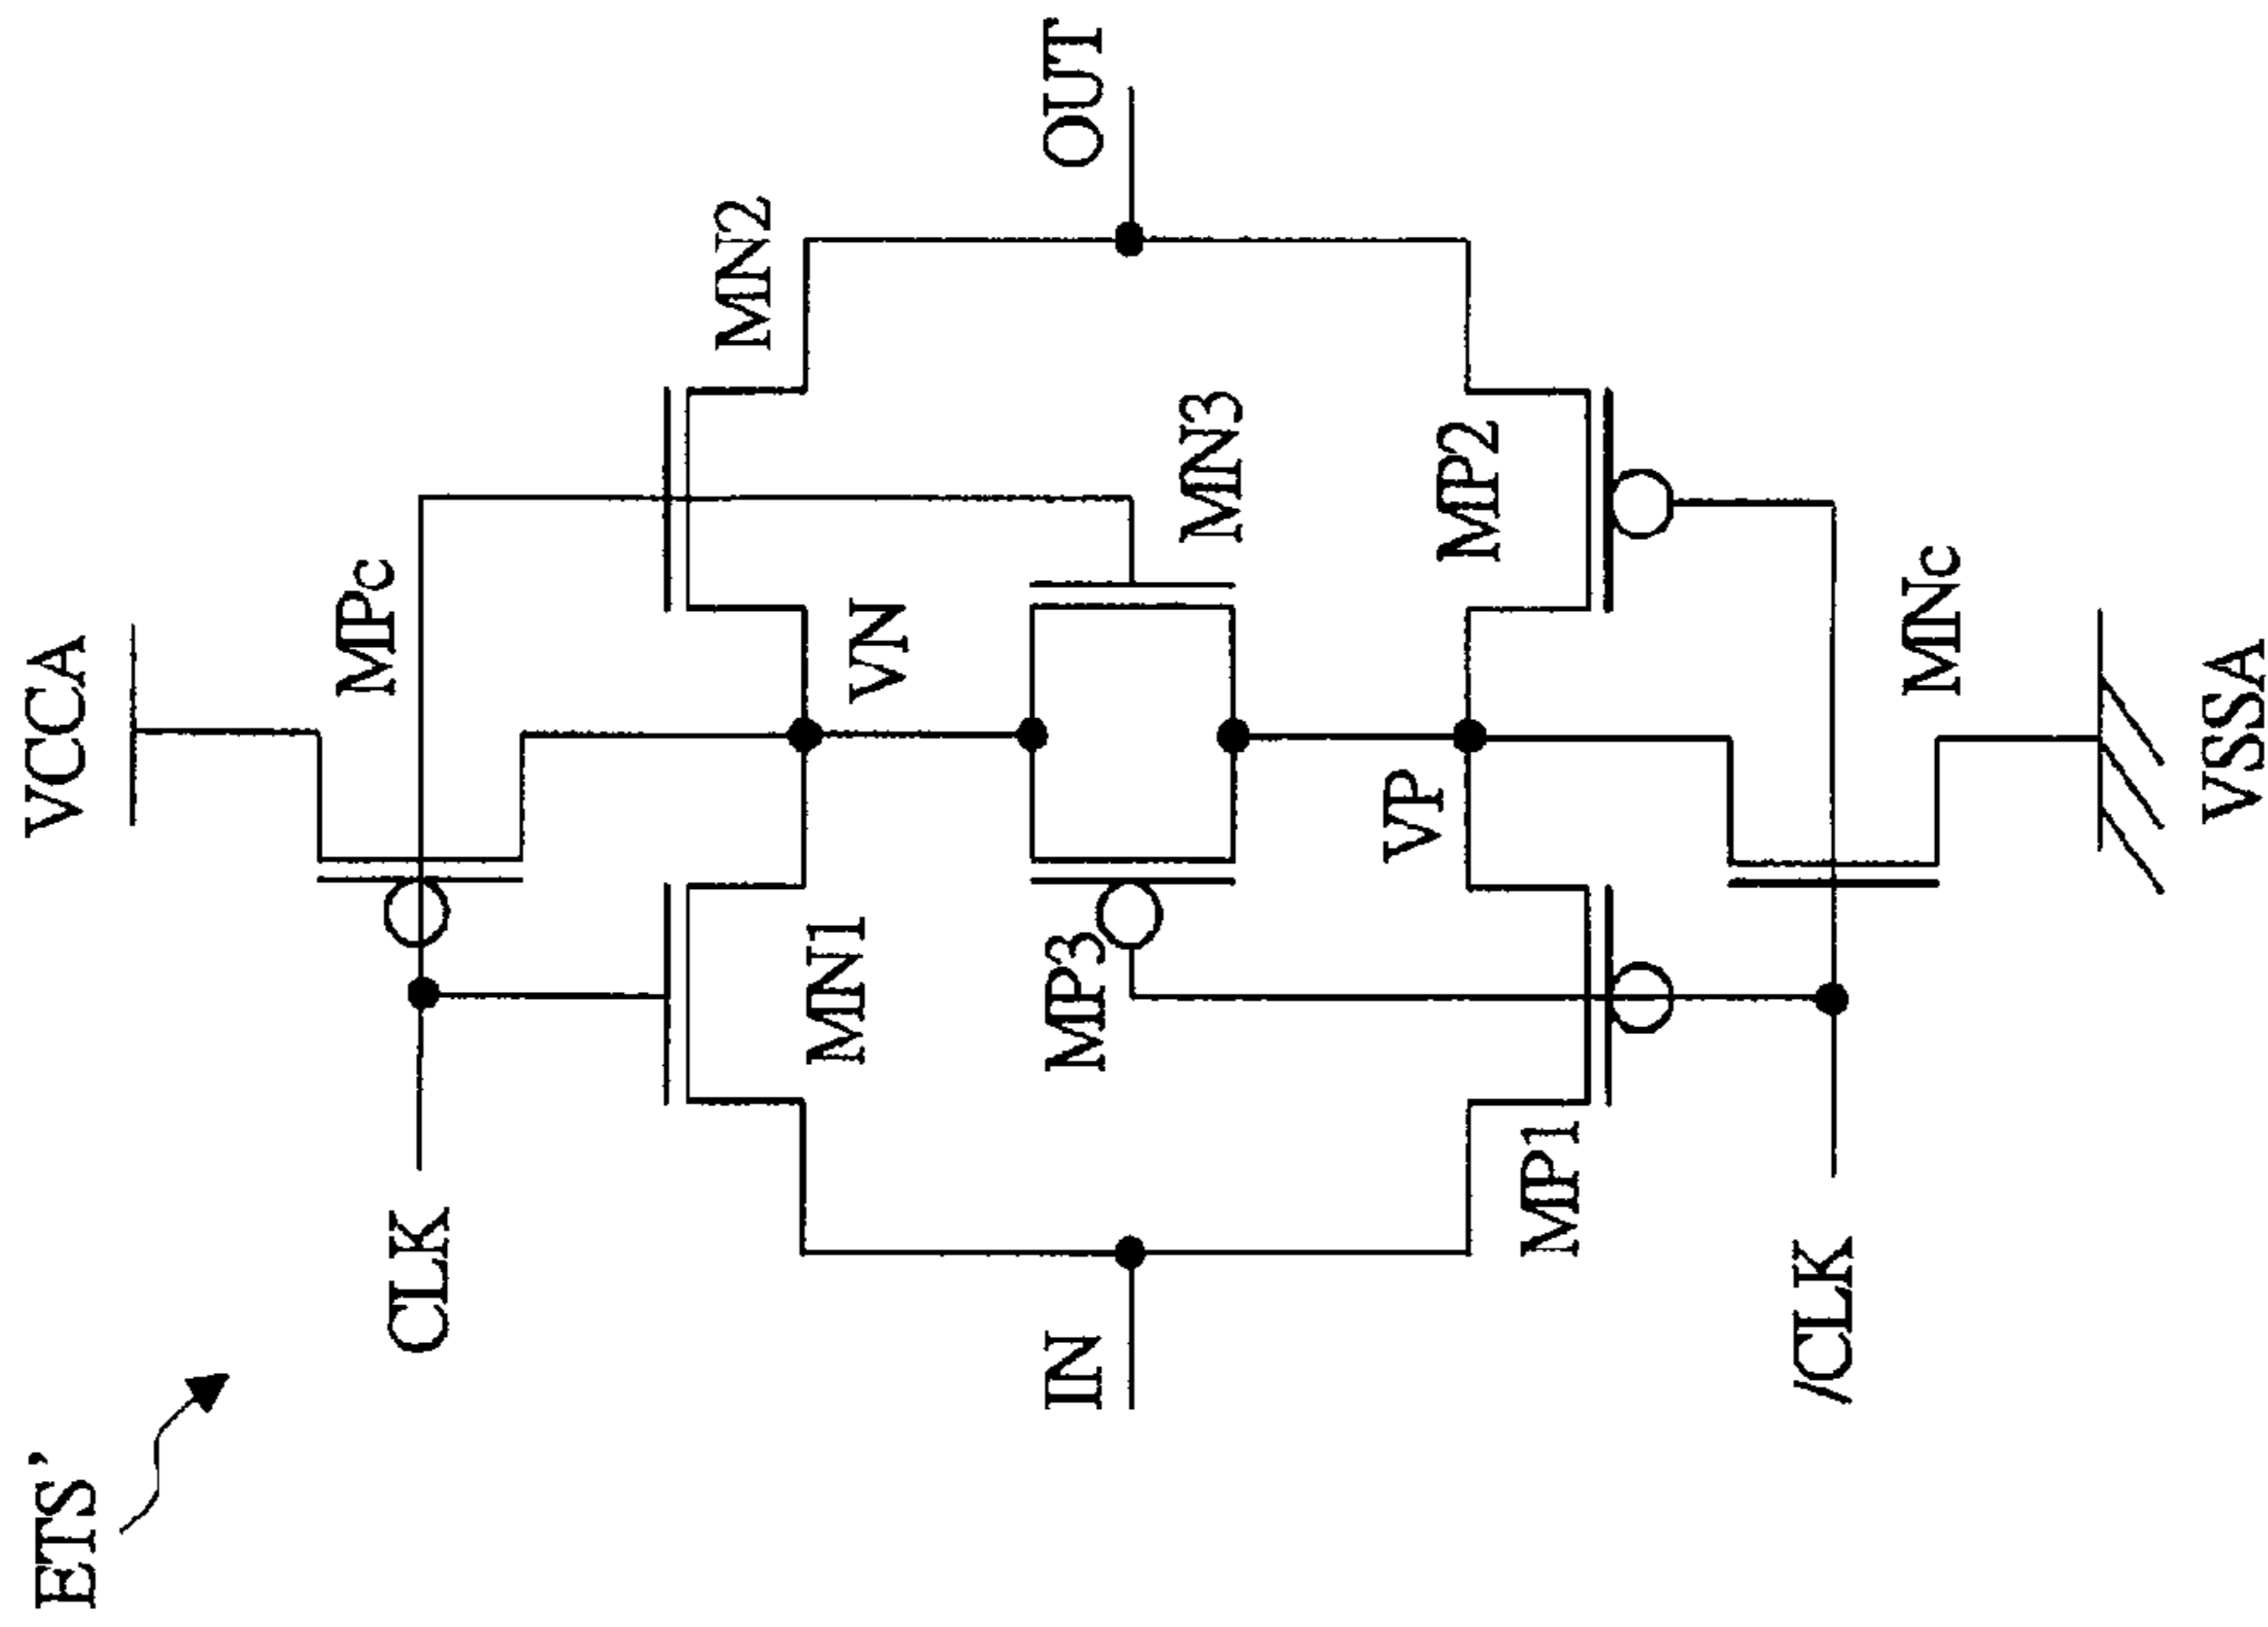 ETS’
VCCA
CLK
MPc
MN2
MN1
VN
IN
MP3
MN3
OUT
VP
MP2
MP1
/CLK
MNc
VSSA